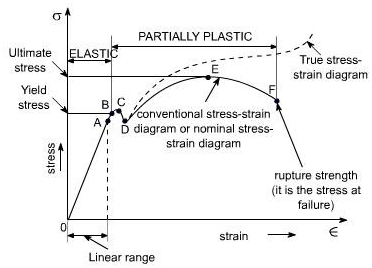 σ
PARTIALLY PLASTIC
Ultimate
stress
ELASTIC
E
True stress-
strain diagram
Yield
stress
B
C
F
A
D
conventional stress-strain
diagram or nominal stress-
strain diagram
stress
rupture strength
(it is the stress at
failure)
0
strain
ϵ
Linear range